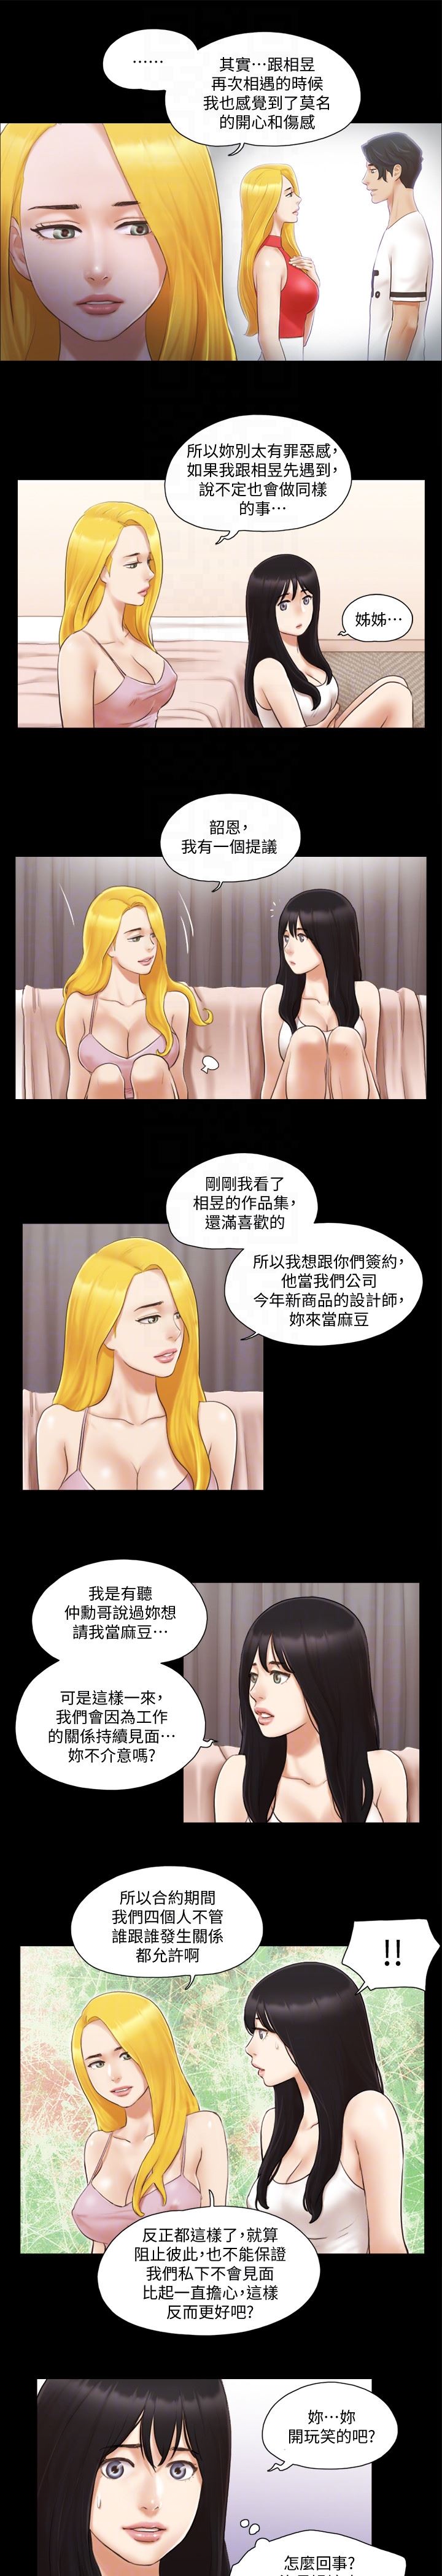 ……
其實…跟相昱
再次相遇的時候
我也感覺到了莫名
的開心和傷感
所以妳別太有罪惡感，
如果我跟相昱先遇到，
說不定也會做同樣
的事…
姊姊…
韶恩，
我有一個提議
剛剛我看了
相昱的作品集，
還滿喜歡的
所以我想跟你們簽約，
他當我們公司
今年新商品的設計師，
妳來當麻豆
我是有聽
仲勳哥說過妳想
請我當麻豆…
可是這樣一來，
我們會因為工作
的關係持續見面…
妳不介意嗎?
所以合約期間
我們四個人不管
誰跟誰發生關係
都允許啊
!!
反正都這樣了，就算
阻止彼此，也不能保證
我們私下不會見面
比起一直擔心，這樣
反而更好吧?
妳…妳
開玩笑的吧?
怎麼回事?